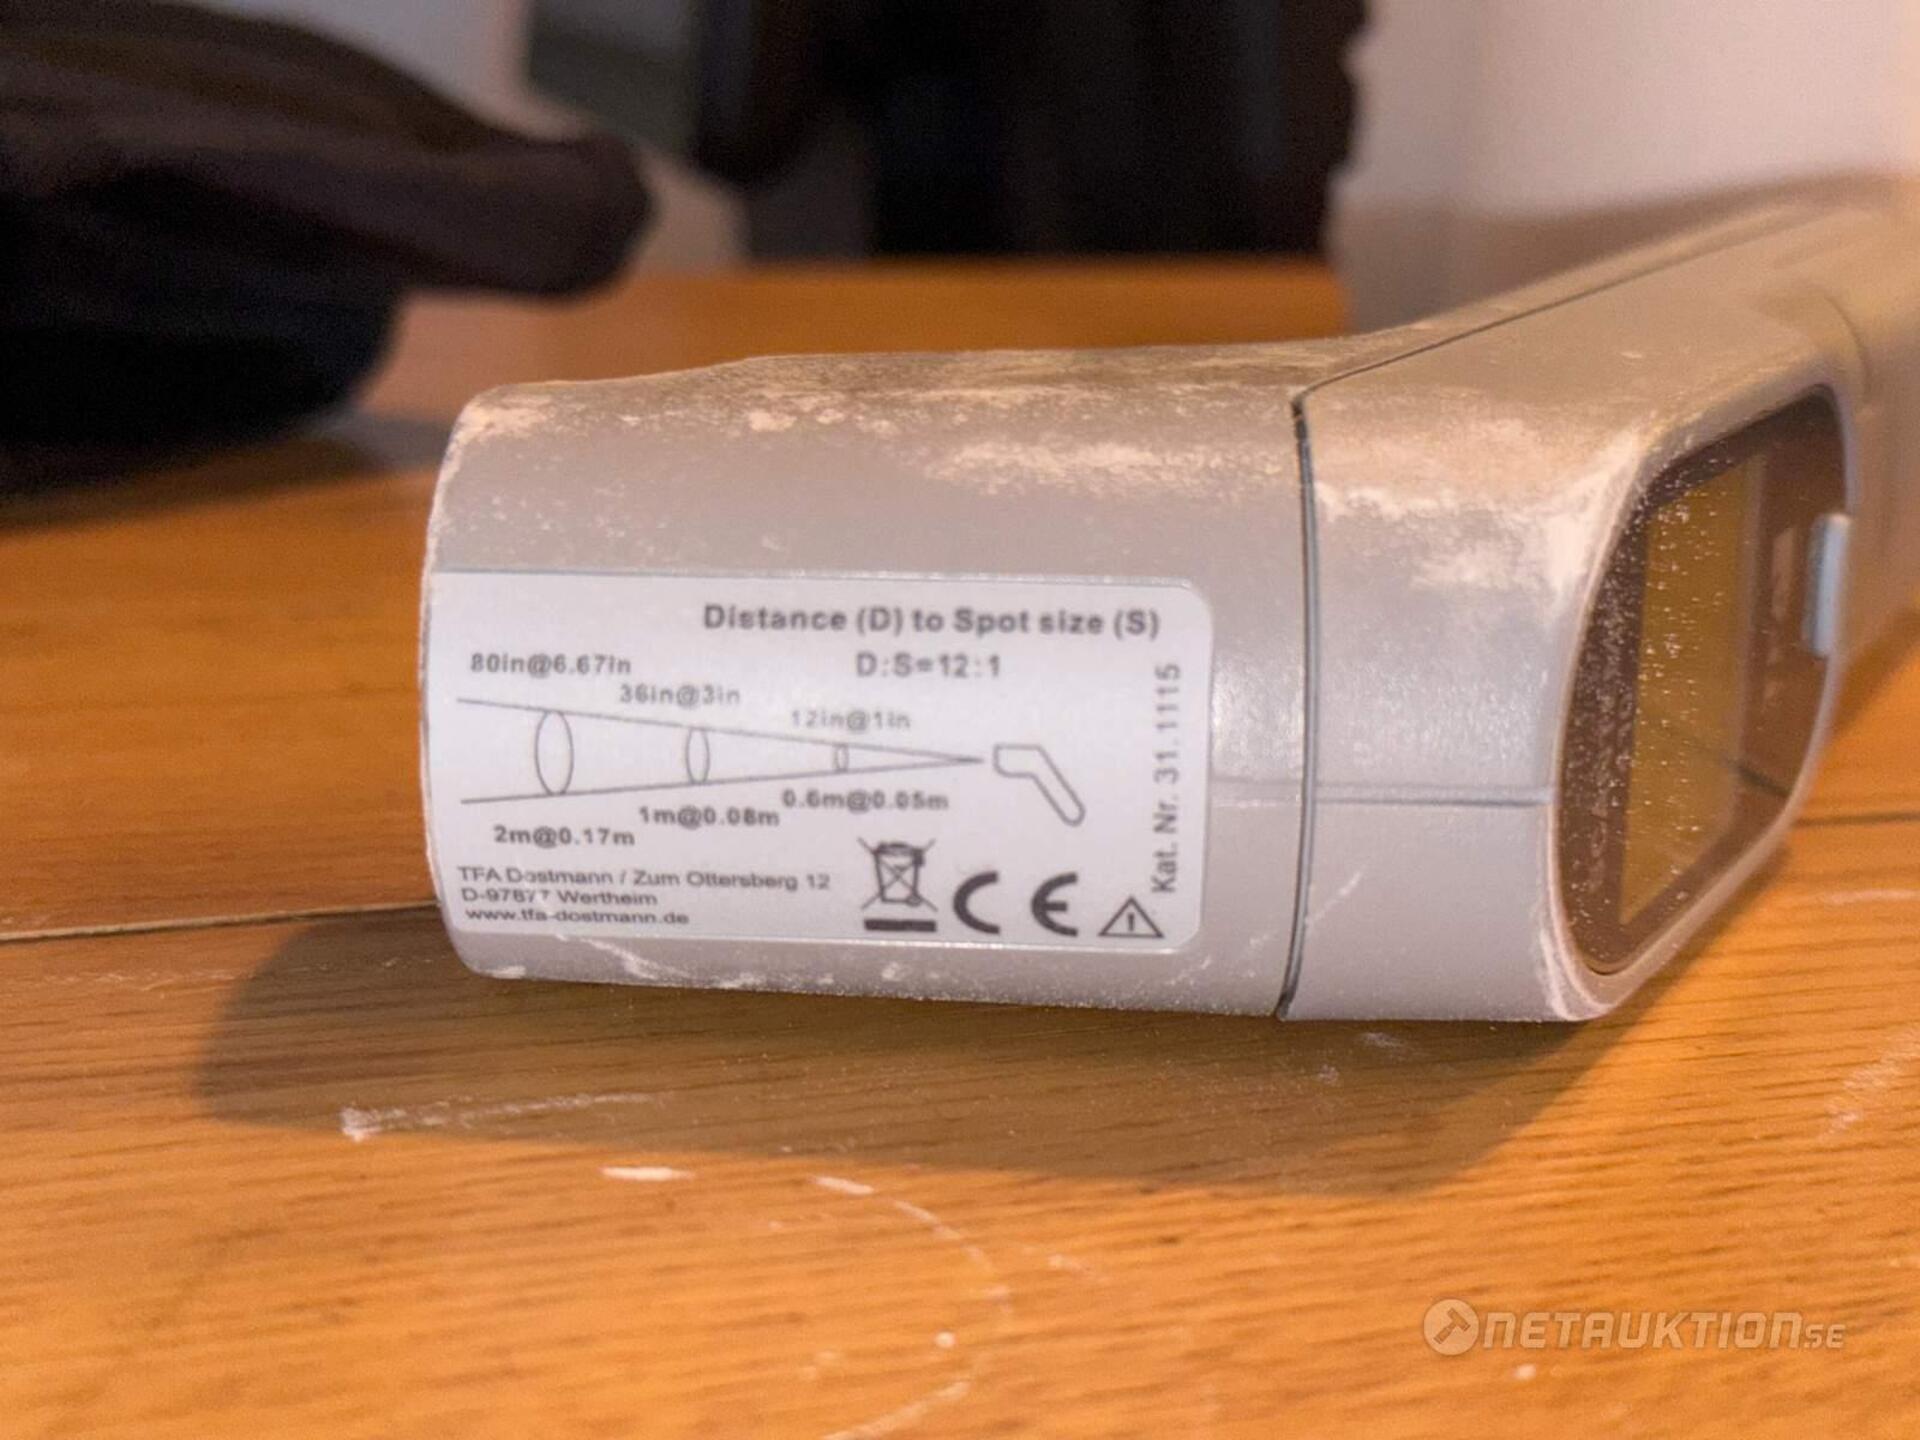 Distance (D) to Spot size (S)
D:S=12:1
80in@6.67in
36in@3in
12in@1in
0.6m@0.05m
1m@0.08m
2m@0.17m
Kat. Nr. 31.1115
TFA Dostmann / Zum Ottersberg 12
D-97877 Wertheim
www.tfa-dostmann.de
CE
NETAUKTION.SE